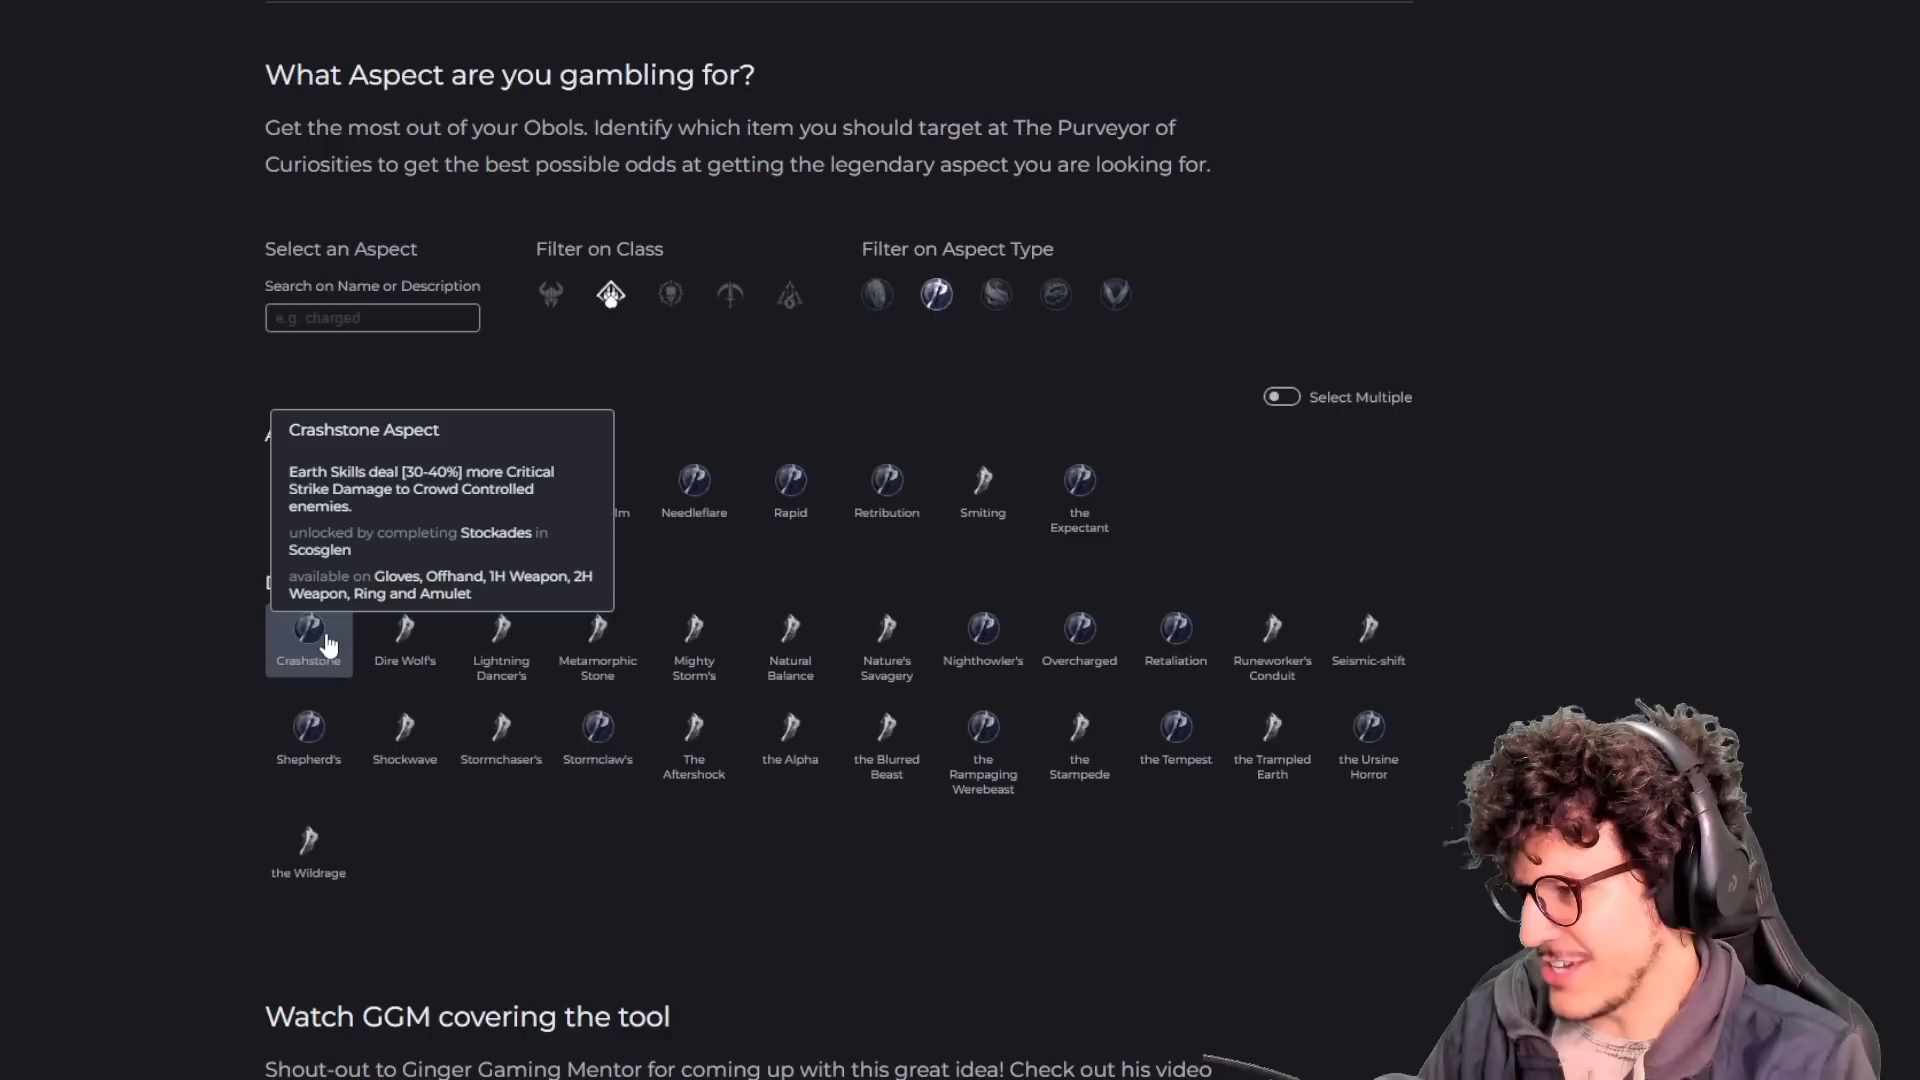 What Aspect are you gambling for?
Get the most out of your Obols. Identify which item you should target at The Purveyor of
Curiosities to get the best possible odds at getting the legendary aspect you are looking for.
Select an Aspect
Filter on Class
Filter on Aspect Type
Search on Name or Description
e.g. charged
Select Multiple
Crashstone Aspect
Earth Skills deal [30-40%] more Critical
Strike Damage to Crowd Controlled
enemies.
unlocked by completing Stockades in
Scosglen
available on Gloves, Offhand, 1H Weapon, 2H
Weapon, Ring and Amulet
Needleflare
Rapid
Retribution
Smiting
the
Expectant
Crashstone
Dire Wolf's
Lightning
Dancer's
Metamorphic
Stone
Mighty
Storm's
Natural
Balance
Nature's
Savagery
Nighthowler's
Overcharged
Retaliation
Runeworker's
Conduit
Seismic-shift
Shepherd's
Shockwave
Stormchaser's
Stormclaw's
The
Aftershock
the Alpha
the Blurred
Beast
the
Rampaging
Werebeast
the
Stampede
the Tempest
the Trampled
Earth
the Ursine
Horror
the Wildrage
Watch GGM covering the tool
Shout-out to Ginger Gaming Mentor for coming up with this great idea! Check out his video